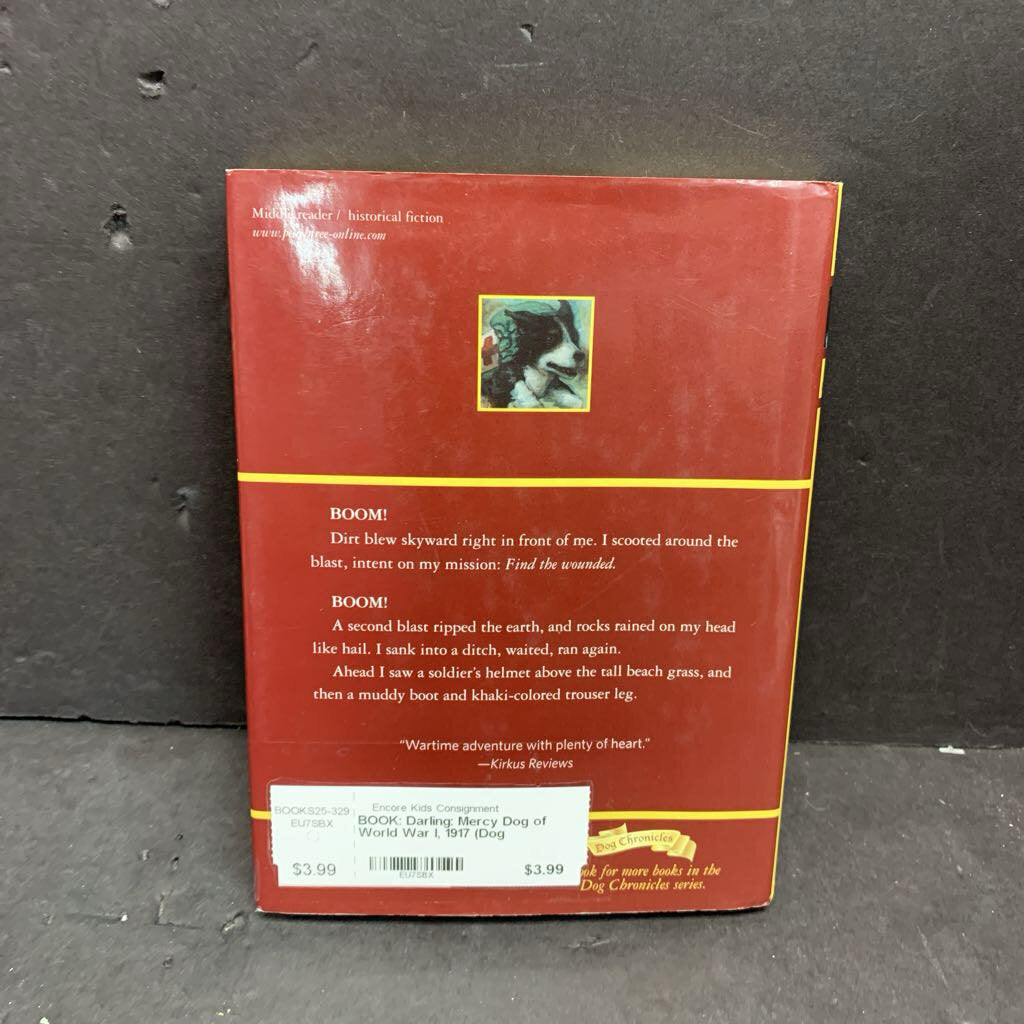 Middle reader / historical fiction
www.peachtree-online.com
BOOM!
Dirt blew skyward right in front of me. I scooted around the
blast, intent on my mission: Find the wounded.
BOOM!
A second blast ripped the earth, and rocks rained on my head
like hail. I sank into a ditch, waited, ran again.
Ahead I saw a soldier's helmet above the tall beach grass, and
then a muddy boot and khaki-colored trouser leg.
“Wartime adventure with plenty of heart.”
—Kirkus Reviews
BOOKS25-329
EU7SBX
$3.99
Encore Kids Consignment
BOOK: Darling: Mercy Dog of
World War I, 1917 (Dog
EU7SBX
$3.99
Dog Chronicles
for more books in the
Dog Chronicles series.